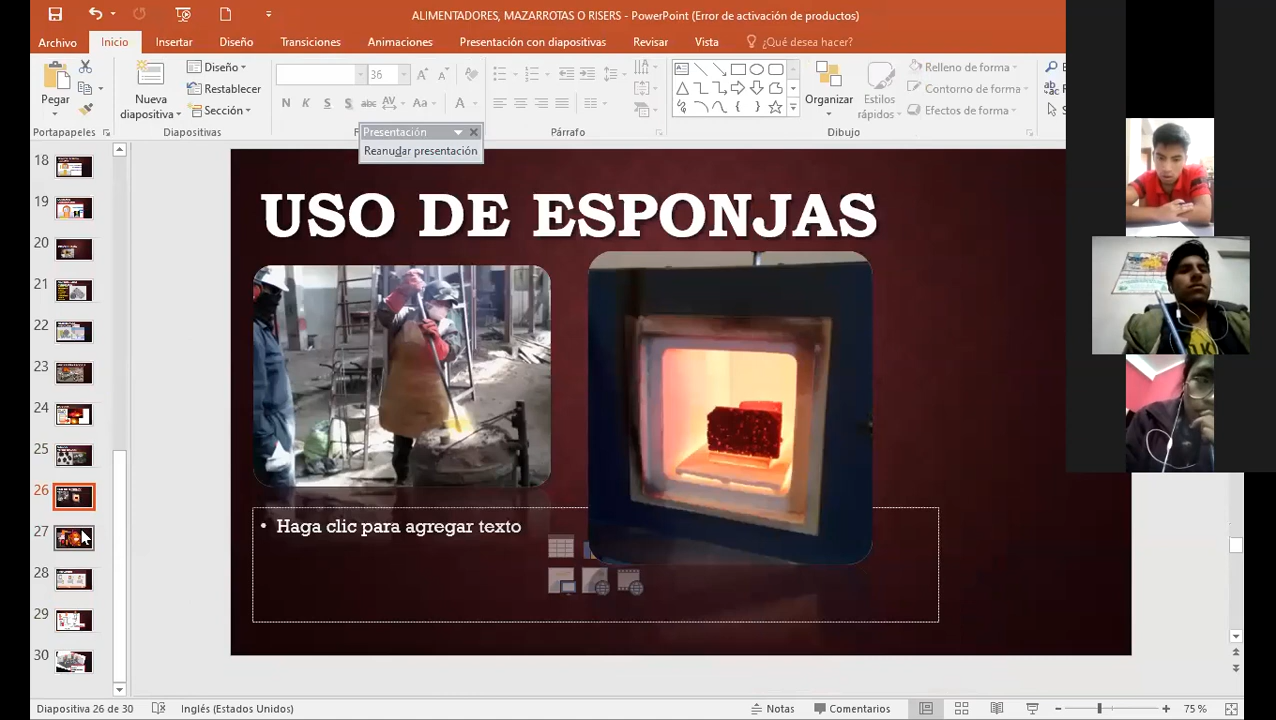 ALIMENTADORES, MAZARROTAS O RISERS - PowerPoint (Error de activación de productos)
Archivo Inicio Insertar Diseño Transiciones Animaciones Presentación con diapositivas Revisar Vista ¿Qué desea hacer?
Pegar
Nueva diapositiva
Diseño
Restablecer
Sección
36
N K S S abc AV Aa A
Organizar
Estilos rápidos
Relleno de forma
Contorno de forma
Efectos de forma
Portapapeles Diapositivas Párrafo Dibujo
Presentación
Reanudar presentación
18
19
20
21
22
23
24
25
26
27
28
29
30
USO DE ESPONJAS
• Haga clic para agregar texto
Diapositiva 26 de 30 Inglés (Estados Unidos) Notas Comentarios 75 %